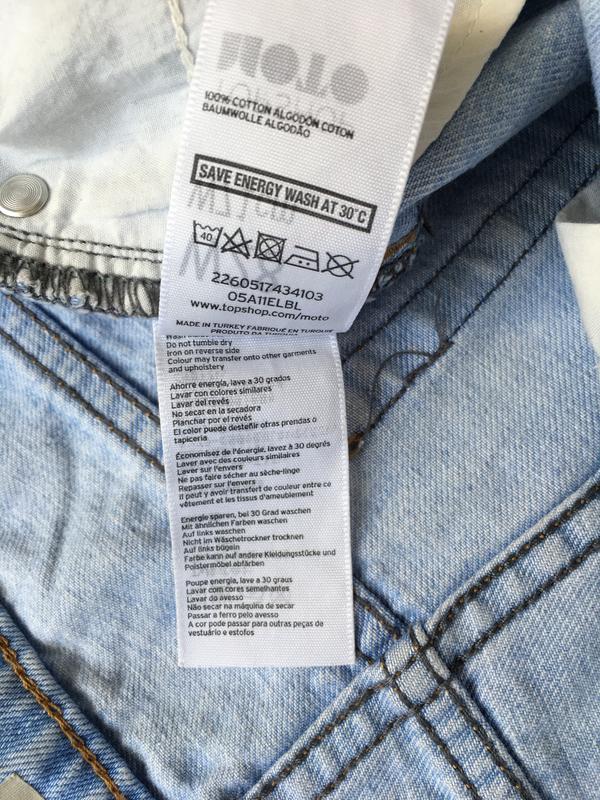 100% COTTON ALGODÓN COTON
BAUMWOLLE ALGODÃO
SAVE ENERGY WASH AT 30°C
40
2260517434103
05A11ELBL
www.topshop.com/moto
MADE IN TURKEY FABRIQUÉ EN TURQUIE
PRODUTO DA
Do not tumble dry
Iron on reverse side
Colour may transfer onto other garments
and upholstery
Ahorre energía, lave a 30 grados
Lavar con colores similares
Lavar del revés
No secar en la secadora
Planchar por el revés
El color puede desteñir otras prendas o
tapicería
Économisez de l'énergie, lavez à 30 degrés
Laver avec des couleurs similaires
Laver sur l'envers
Ne pas faire sécher au sèche-linge
Repasser sur l'envers
Il peut y avoir transfert de couleur entre ce
vêtement et les tissus d'ameublement
Energie sparen, bei 30 Grad waschen
Mit ähnlichen Farben waschen
Auf links waschen
Nicht im Wäschetrockner trocknen
Auf links bügeln
Farbe kann auf andere Kleidungsstücke und
Polstermöbel abfärben
Poupe energia, lave a 30 graus
Lavar com cores semelhantes
Lavar do avesso
Não secar na máquina de secar
Passar a ferro pelo avesso
A cor pode passar para outras peças de
vestuário e estofos